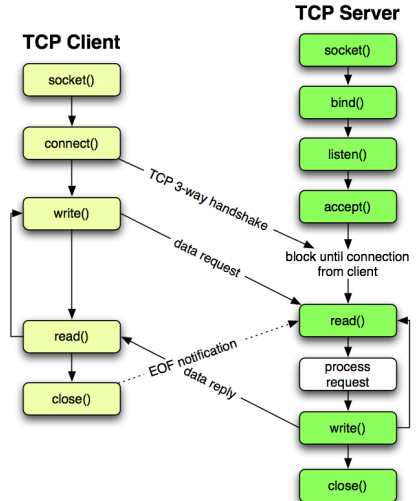 TCP Server
TCP Client
socket()
socket()
bind()
connect()
listen()
TCP 3-way handshake
accept()
write()
data request
block until connection
from client
read()
read()
EOF notification
process
request
data reply
close()
write()
close()